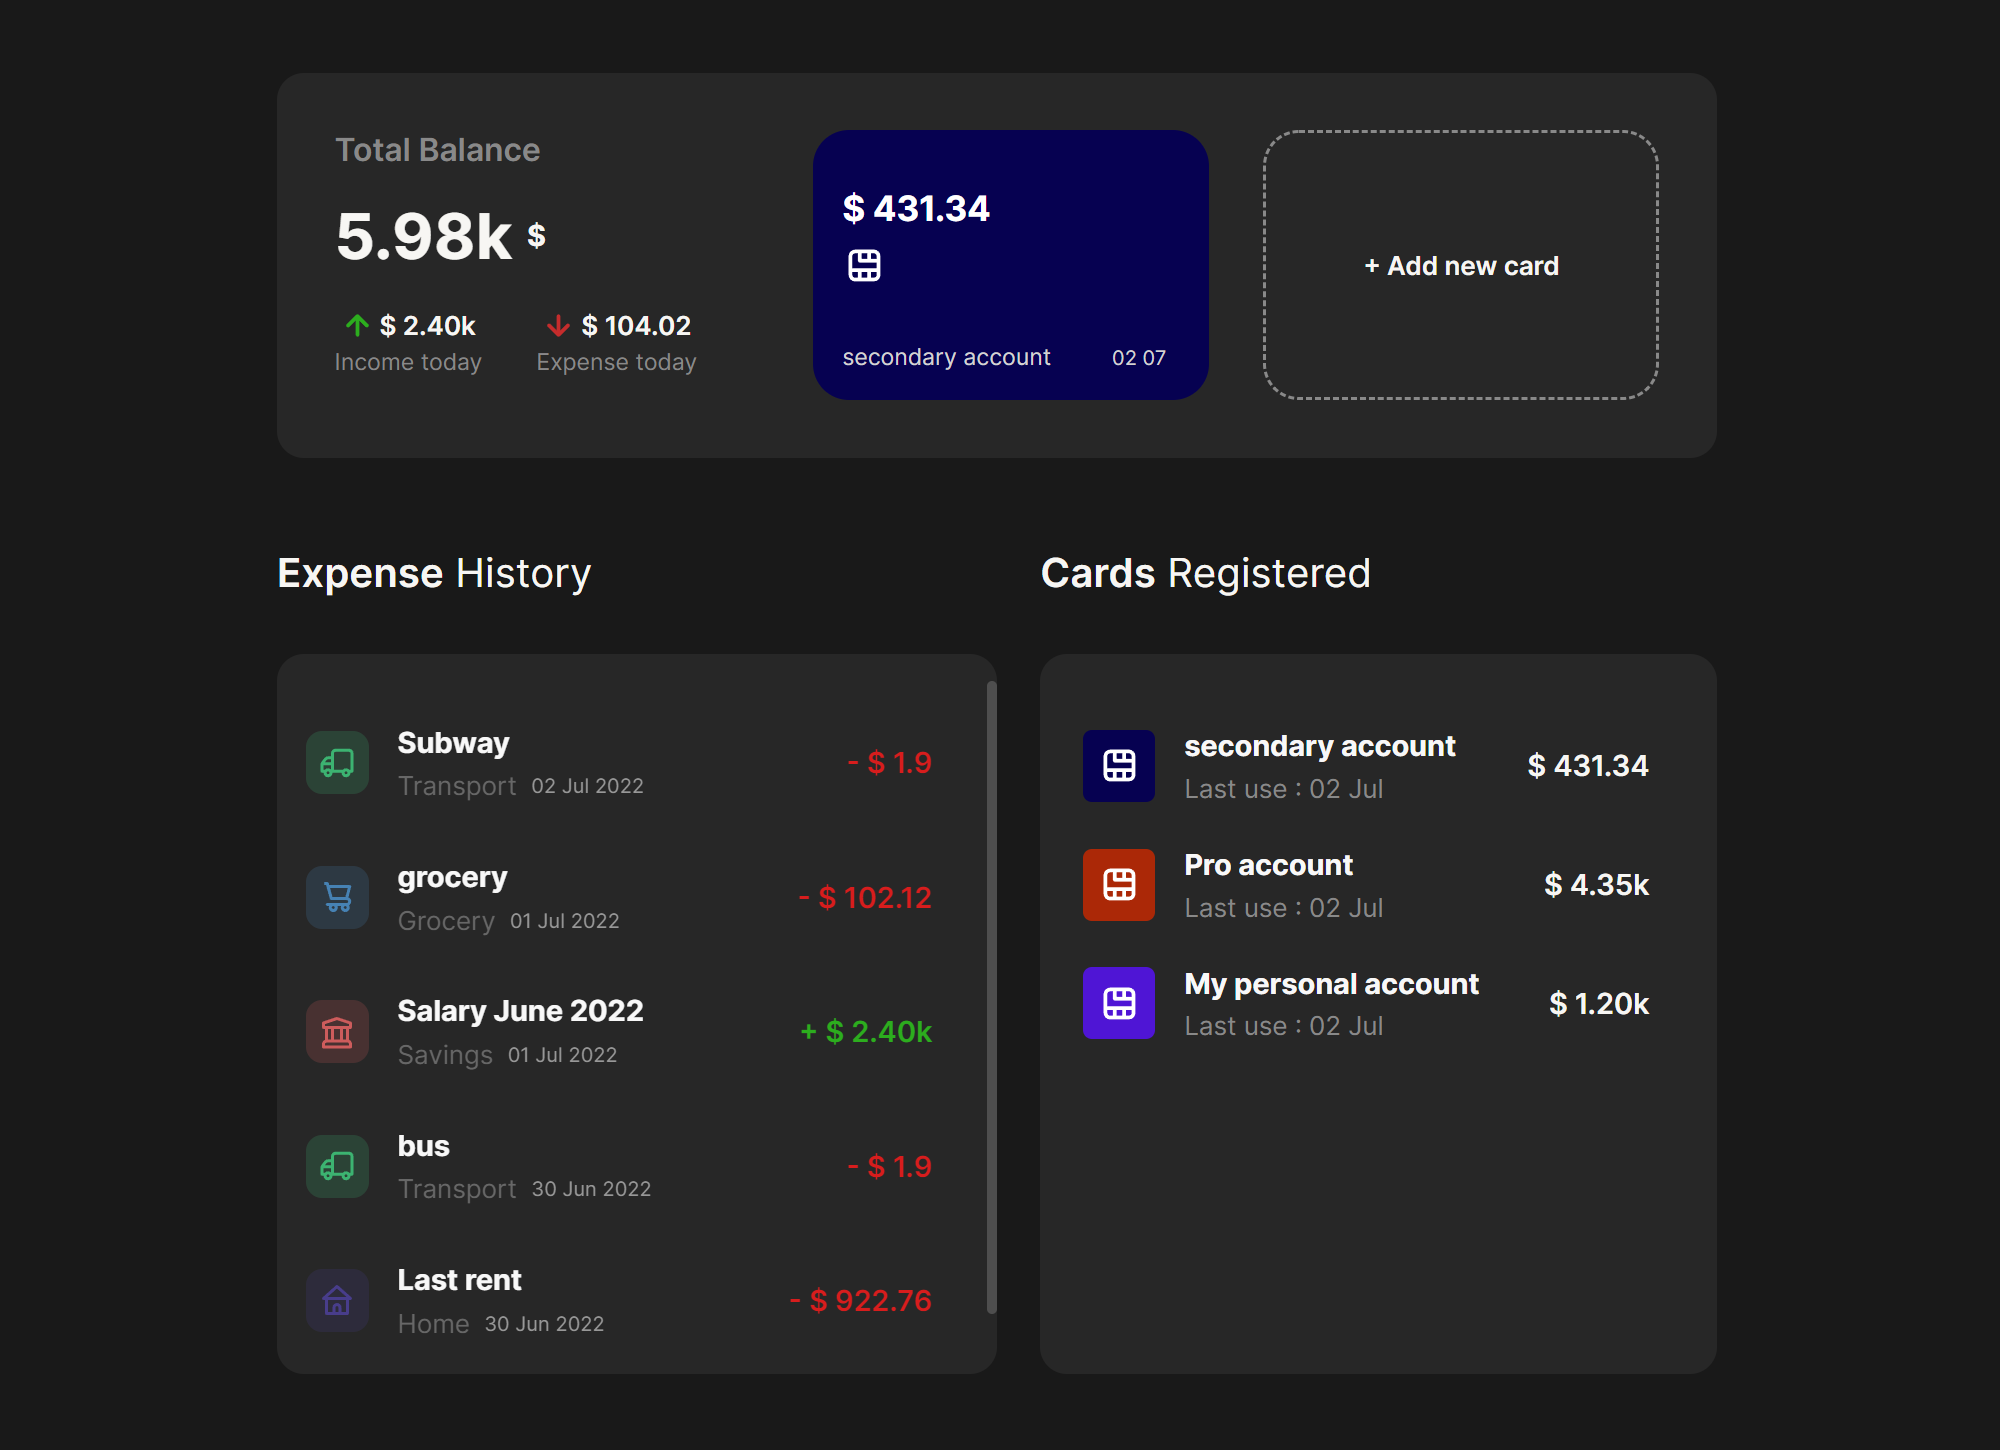 Total Balance
5.98k $
$ 2.40k
Income today
$ 104.02
Expense today
$ 431.34
secondary account 02 07
+ Add new card
Expense History
Subway
Transport 02 Jul 2022
- $ 1.9
grocery
Grocery 01 Jul 2022
- $ 102.12
Salary June 2022
Savings 01 Jul 2022
+ $ 2.40k
bus
Transport 30 Jun 2022
- $ 1.9
Last rent
Home 30 Jun 2022
- $ 922.76
Cards Registered
secondary account
Last use : 02 Jul
$ 431.34
Pro account
Last use : 02 Jul
$ 4.35k
My personal account
Last use : 02 Jul
$ 1.20k